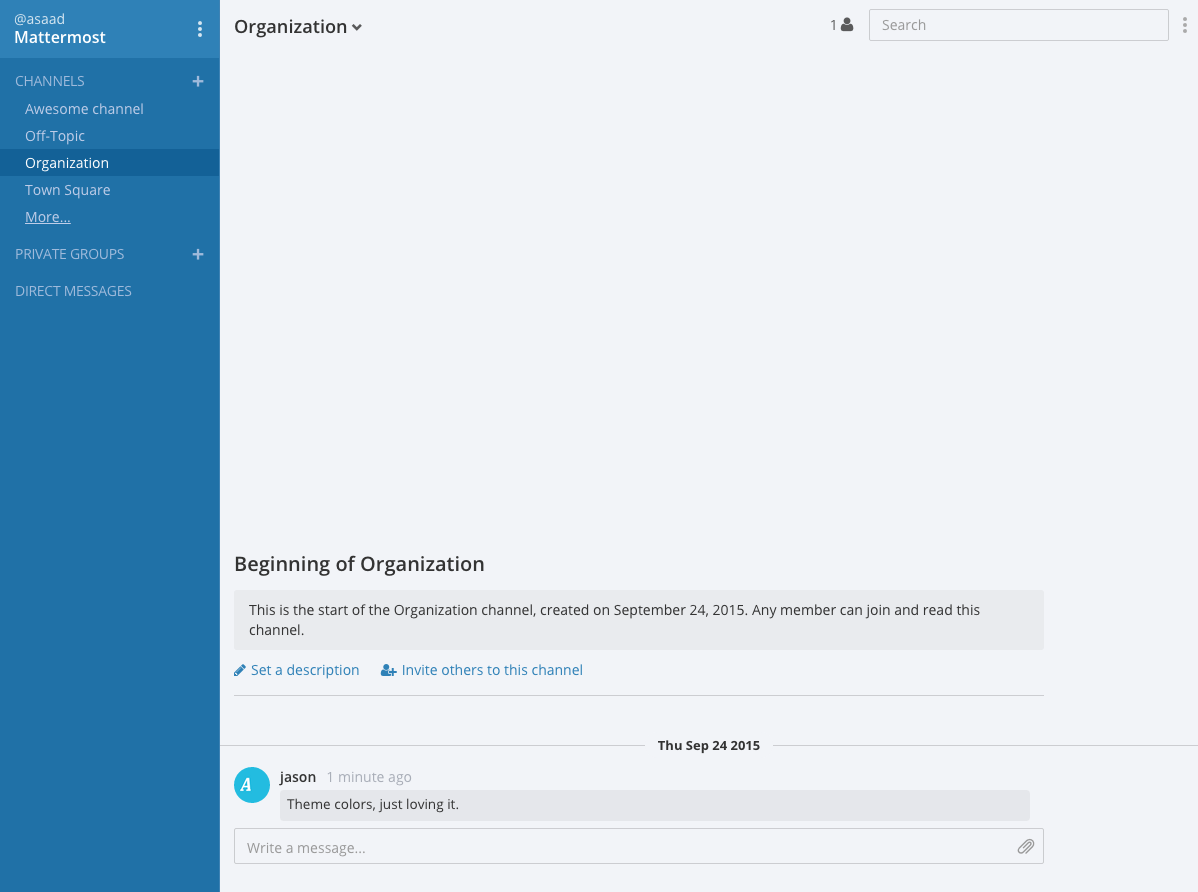 @asaad
Mattermost
CHANNELS
Awesome channel
Off-Topic
Organization
Town Square
More...
PRIVATE GROUPS
DIRECT MESSAGES
Organization
1
Search
Beginning of Organization
This is the start of the Organization channel, created on September 24, 2015. Any member can join and read this
channel.
Set a description
Invite others to this channel
Thu Sep 24 2015
A
jason 1 minute ago
Theme colors, just loving it.
Write a message...